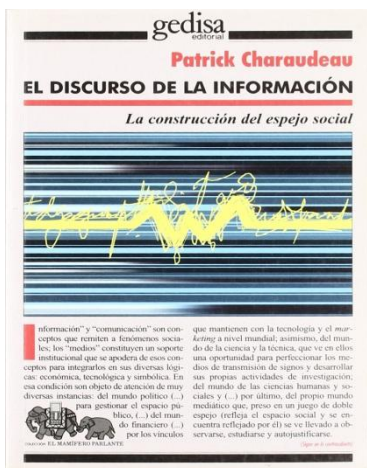 gedisa
editorial
Patrick Charaudeau
EL DISCURSO DE LA INFORMACIÓN
La construcción del espejo social
Información” y “comunicación” son con-
ceptos que remiten a fenómenos socia-
les; los “medios” constituyen un soporte
institucional que se apodera de esos con-
ceptos para integrarlos en sus diversas lógi-
cas: económica, tecnológica y simbólica. En
esa condición son objeto de atención de muy
diversas instancias: del mundo político (...)
para gestionar el espacio pú-
blico, (...) del mun-
do financiero (...)
por los vínculos
COLECCIÓN EL MAMÍFERO PARLANTE
que mantienen con la tecnología y el mar-
keting a nivel mundial; asimismo, del mun-
do de la ciencia y la técnica, que ve en ellos
una oportunidad para perfeccionar los me-
dios de transmisión de signos y desarrollar
sus propias actividades de investigación,
del mundo de las ciencias humanas y so-
ciales y (...) por último, del propio mundo
mediático que, preso en un juego de doble
espejo (refleja el espacio social y se en-
cuentra reflejado por él) se ve llevado a ob-
servarse, estudiarse y autojustificarse.